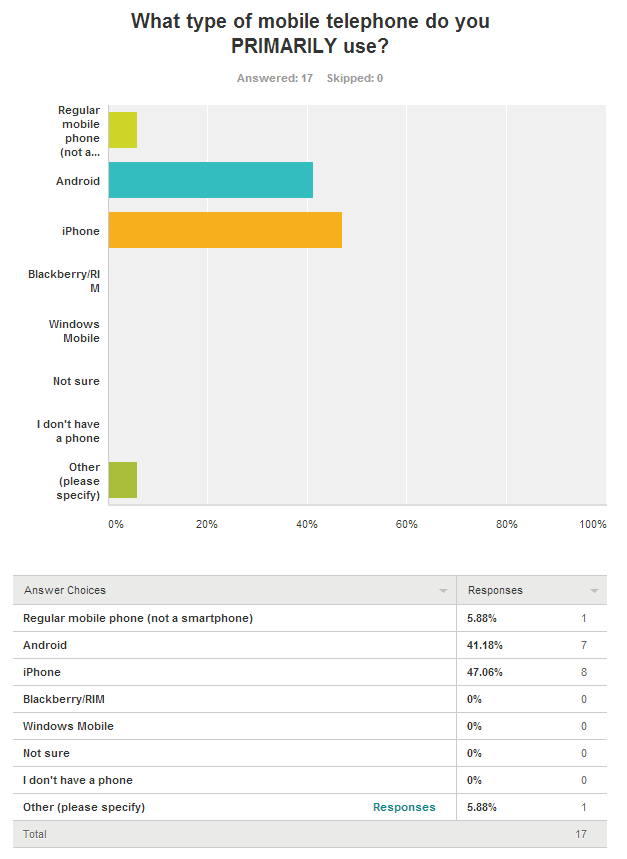 What type of mobile telephone do you
PRIMARILY use?
Answered: 17 Skipped: 0
Regular
mobile
phone
(not a...
Android
iPhone
Blackberry/RI
M
Windows
Mobile
Not sure
I don't have
a phone
Other
(please
specify)
0% 20% 40% 60% 80% 100%
Answer Choices Responses
Regular mobile phone (not a smartphone) 5.88% 1
Android 41.18% 7
iPhone 47.06% 8
Blackberry/RIM 0% 0
Windows Mobile 0% 0
Not sure 0% 0
I don't have a phone 0% 0
Other (please specify) Responses 5.88% 1
Total 17